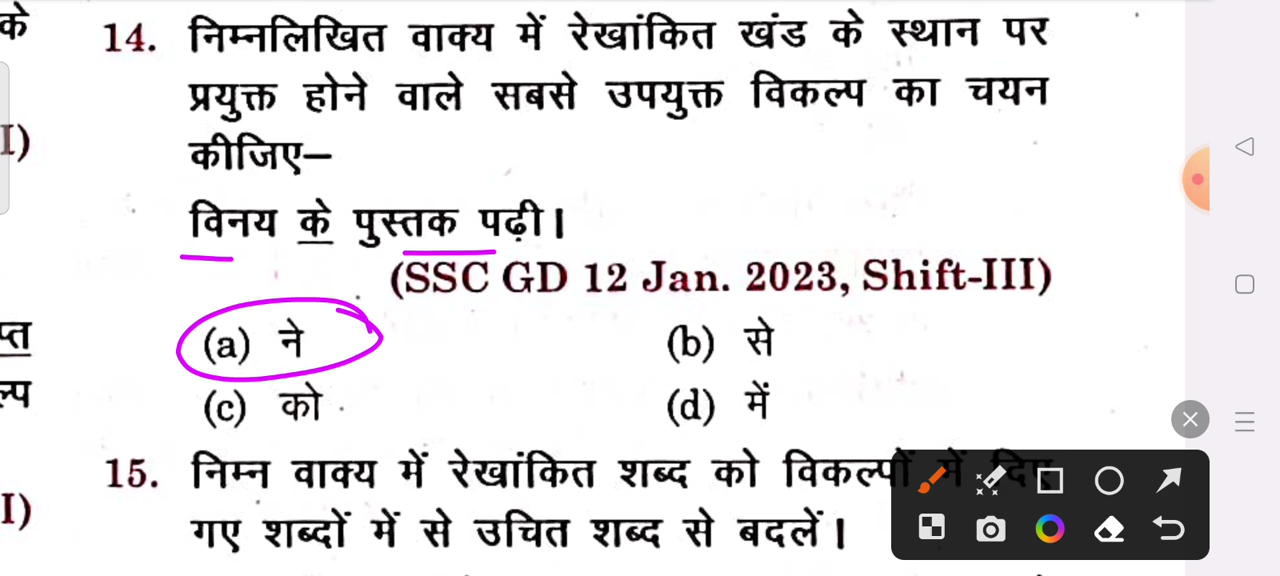 के
14. निम्नलिखित वाक्य में रेखांकित खंड के स्थान पर
प्रयुक्त होने वाले सबसे उपयुक्त विकल्प का चयन
I)
कीजिए–
विनय के पुस्तक पढ़ी।
(SSC GD 12 Jan. 2023, Shift-III)
प्त
(a) ने (b) से
ल्प
(c) को (d) में
15. निम्न वाक्य में रेखांकित शब्द को विकल्पों में दिए
I)
गए शब्दों में से उचित शब्द से बदलें।